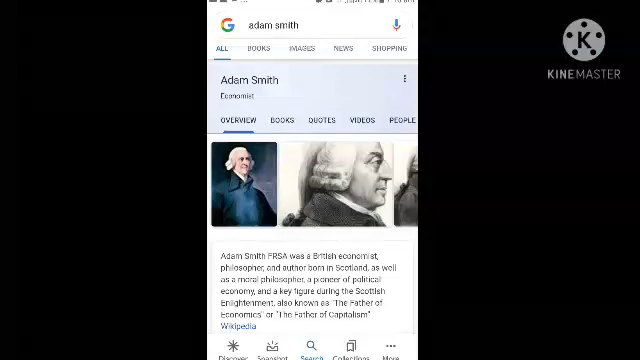 adam smith
ALL BOOKS IMAGES NEWS SHOPPING
KINEMASTER
Adam Smith
Economist
OVERVIEW BOOKS QUOTES VIDEOS PEOPLE
Adam Smith FRSA was a British economist,
philosopher, and author born in Scotland, as well
as a moral philosopher, a pioneer of political
economy, and a key figure during the Scottish
Enlightenment, also known as "The Father of
Economics" or "The Father of Capitalism"
Wikipedia
Discover Snapshot Search Collections More